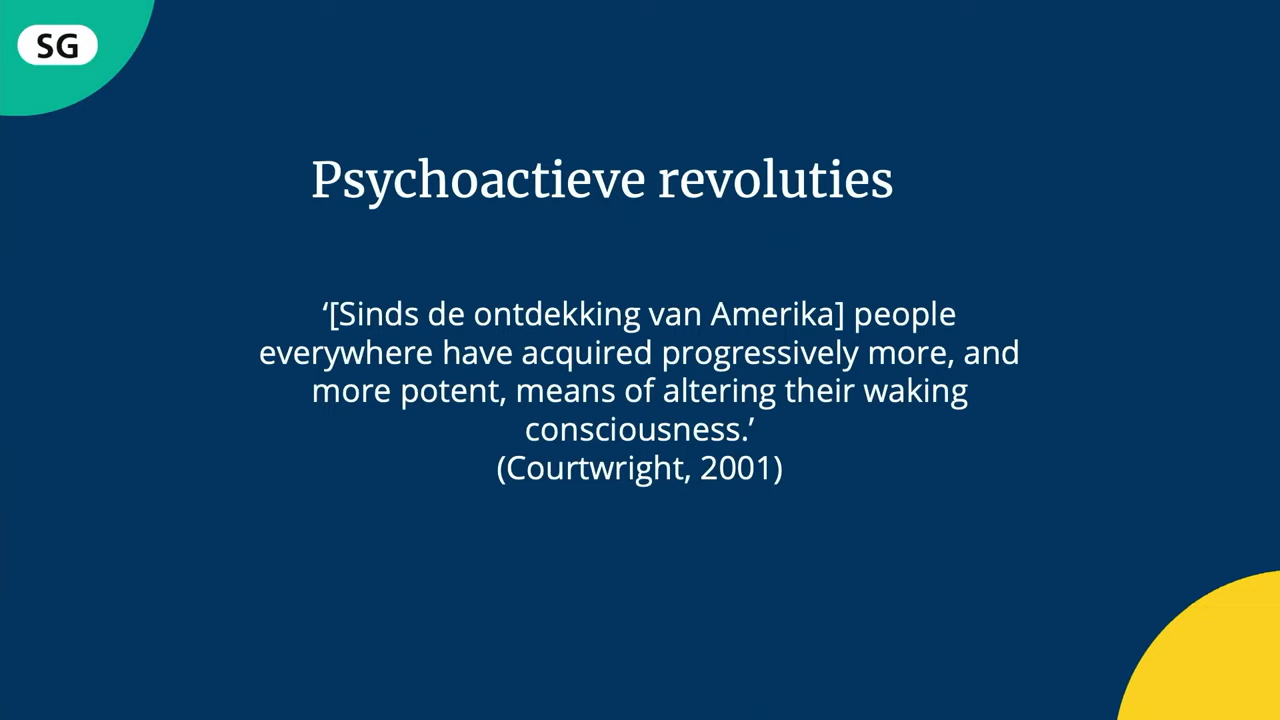 SG
Psychoactieve revoluties
‘[Sinds de ontdekking van Amerika] people
everywhere have acquired progressively more, and
more potent, means of altering their waking
consciousness.’
(Courtwright, 2001)